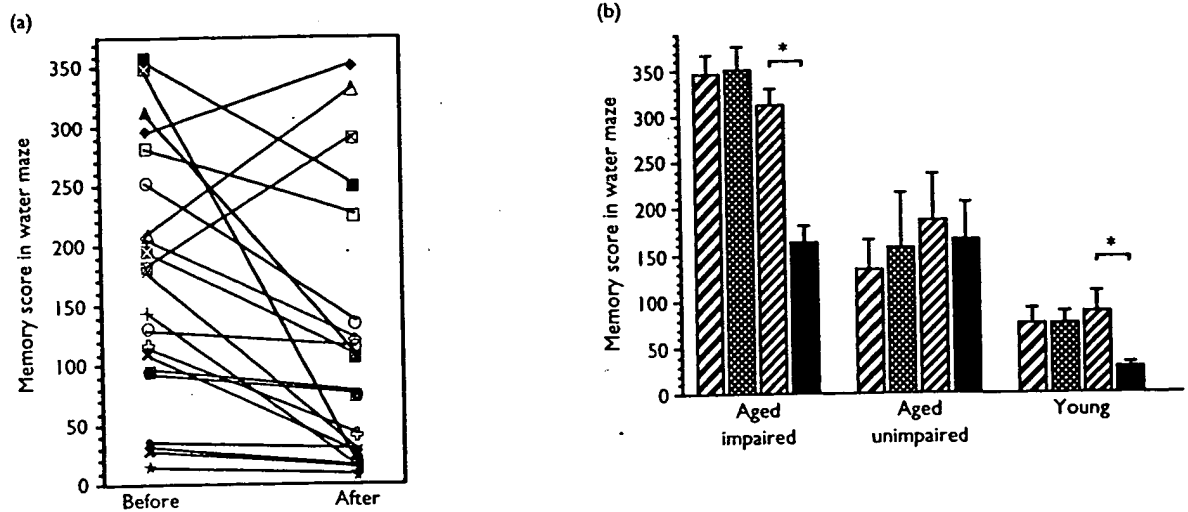 (a)
Memory score in water maze
350
300
250
200
150
100
50
0
Before
After
(b)
Memory score in water maze
350
300
250
200
150
100
50
0
*
*
Aged
impaired
Aged
unimpaired
Young